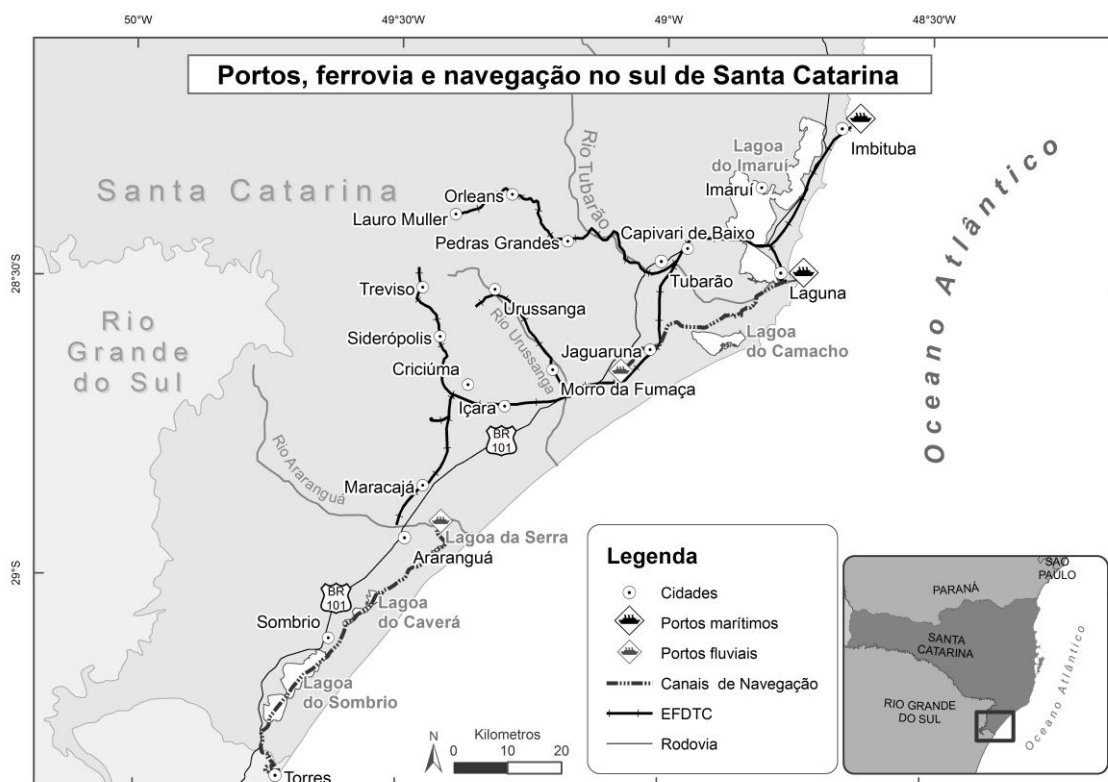 50°W
49°30'W
49°W
48°30'W
Portos, ferrovia e navegação no sul de Santa Catarina
Santa Catarina
Rio
Grande
do Sul
Oceano Atlântico
Rio Tubarão
Lagoa
do Imaruí
Imbituba
Imaruí
Orleans
Lauro Muller
Pedras Grandes
Capivari de Baixo
28°30'S
Tubarão
Laguna
Treviso
Urussanga
Rio Urussanga
Siderópolis
Jaguaruna
Lagoa
do Camacho
Criciúma
Morro da Fumaça
Içara
BR
101
Rio Araranguá
Maracajá
Lagoa da Serra
Araranguá
29°S
BR
101
Lagoa
do Caverá
Sombrio
Lagoa
do Sombrio
Torres
N
Kilometros
0 10 20
Legenda
Cidades
Portos marítimos
Portos fluviais
Canais de Navegação
EFDTC
Rodovia
SAO
PAULO
PARANÁ
SANTA
CATARINA
RIO GRANDE
DO SUL
Oceano Atlântico